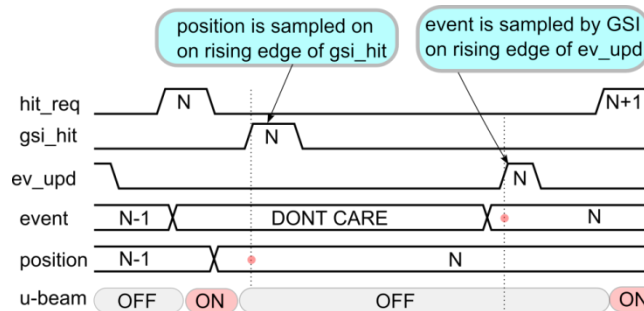 position is sampled on
on rising edge of gsi_hit
event is sampled by GSI
on rising edge of ev_upd
hit_req N N+1
gsi_hit N
ev_upd N
event N-1 DONT CARE N
position N-1 N
u-beam OFF ON OFF ON